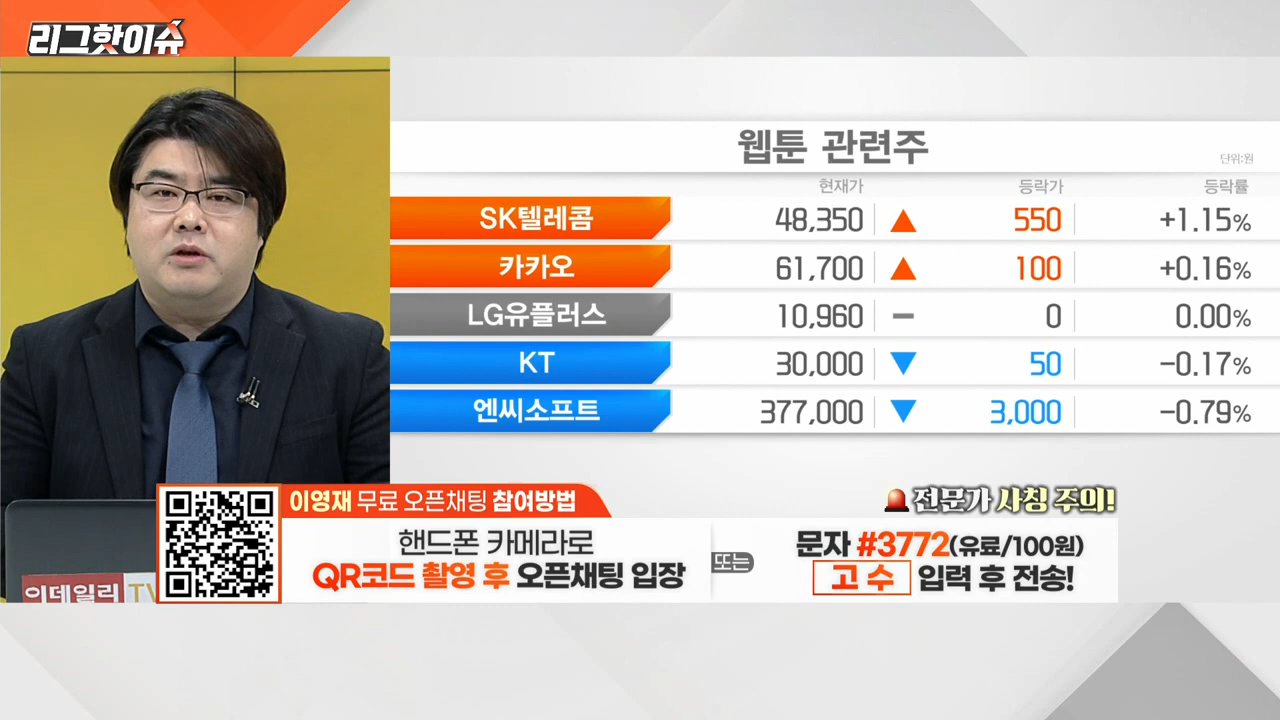 리그핫이슈
웹툰 관련주
단위:원
현재가 등락가 등락률
SK텔레콤 48,350 ▲ 550 +1.15%
카카오 61,700 ▲ 100 +0.16%
LG유플러스 10,960 － 0 0.00%
KT 30,000 ▼ 50 -0.17%
엔씨소프트 377,000 ▼ 3,000 -0.79%
이영재 무료 오픈채팅 참여방법
전문가 사칭 주의!
핸드폰 카메라로
QR코드 촬영 후 오픈채팅 입장
또는
문자 #3772(유료/100원)
고수 입력 후 전송!
이데일리 TV